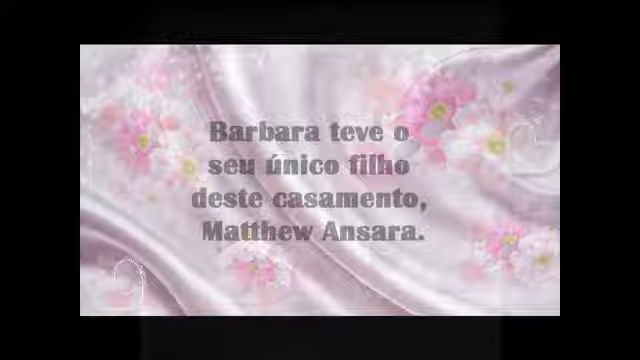 Barbara teve o
seu único filho
deste casamento,
Matthew Ansara.